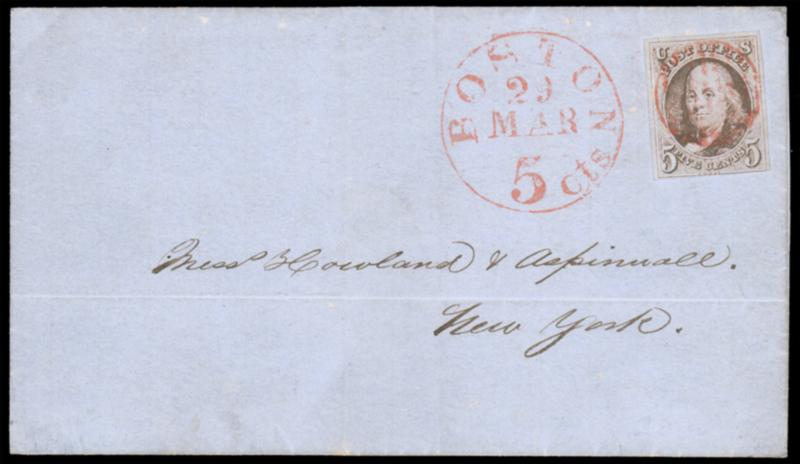 BOSTON
29
MAR
5 cts
U S
POST OFFICE
FIVE CENTS
5 5
Mess.s Howland & Aspinwall.
New York.